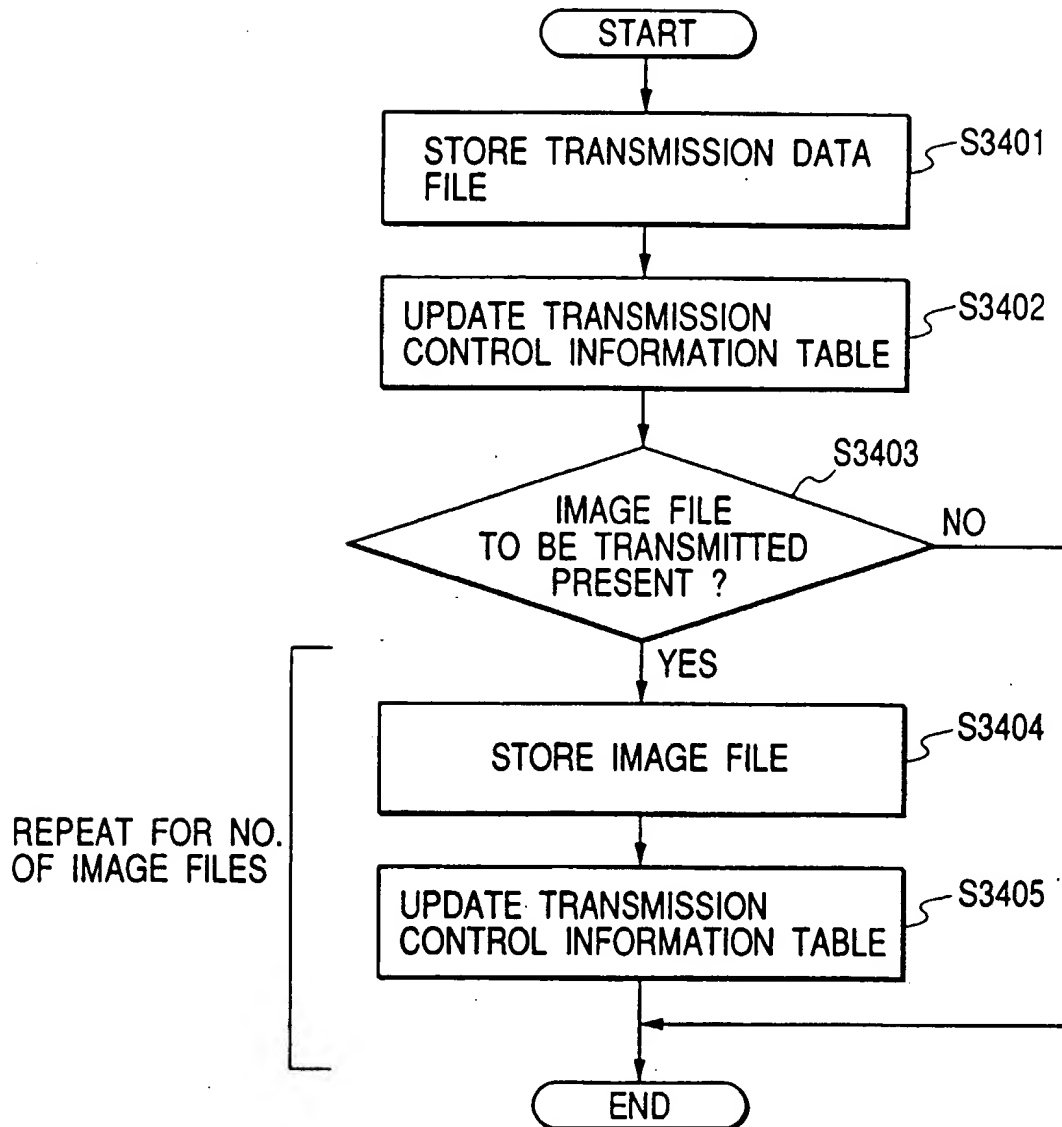 START
STORE TRANSMISSION DATA
FILE
S3401
UPDATE TRANSMISSION
CONTROL INFORMATION TABLE
S3402
S3403
IMAGE FILE
TO BE TRANSMITTED
PRESENT ?
NO
YES
STORE IMAGE FILE
S3404
REPEAT FOR NO.
OF IMAGE FILES
UPDATE TRANSMISSION
CONTROL INFORMATION TABLE
S3405
END